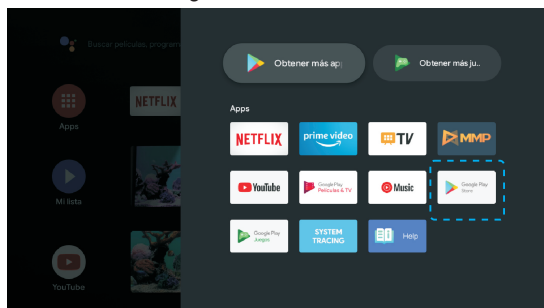 Buscar películas, program
Obtener más ap
Obtener más ju..
Apps
NETFLIX
Apps
NETFLIX
prime video
TV
MMP
Mi lista
YouTube
Google Play
Películas & TV
Music
Google Play
Store
Google Play
Juegos
SYSTEM
TRACING
Help
YouTube